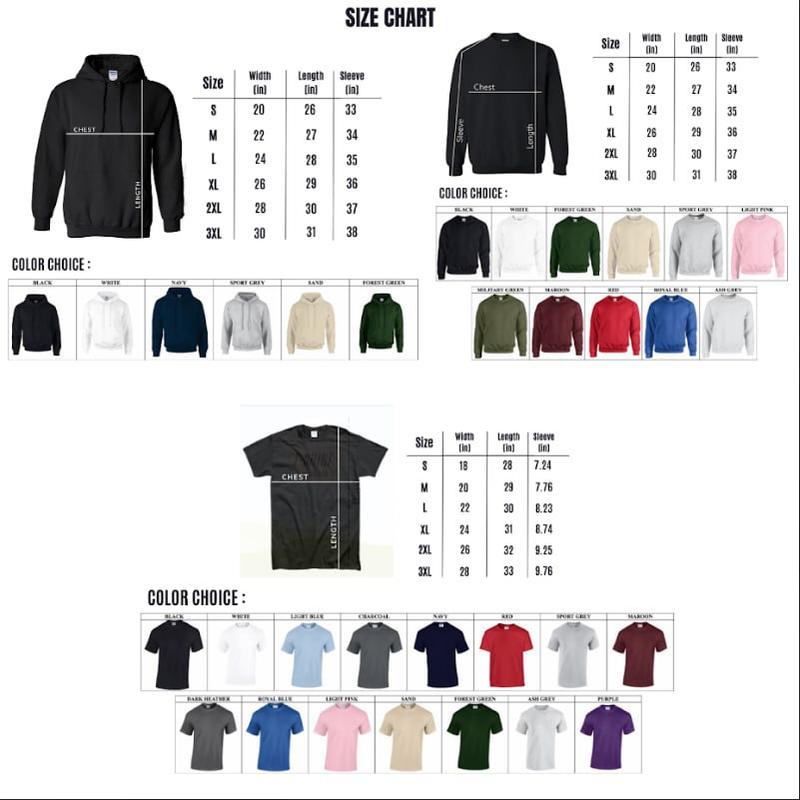 SIZE CHART
Size Width (in) Length (in) Sleeve (in)
S 20 26 33
M 22 27 34
L 24 28 35
XL 26 29 36
2XL 28 30 37
3XL 30 31 38
CHEST
LENGTH
COLOR CHOICE :
BLACK WHITE NAVY SPORT GREY SAND FOREST GREEN
Size Width (in) Length (in) Sleeve (in)
S 20 26 33
M 22 27 34
L 24 28 35
XL 26 29 36
2XL 28 30 37
3XL 30 31 38
Chest
Sleeve
Length
COLOR CHOICE :
BLACK WHITE FOREST GREEN SAND SPORT GREY LIGHT PINK
MILITARY GREEN MAROON RED ROYAL BLUE ASH GREY
Size Width (in) Length (in) Sleeve (in)
S 18 28 7.24
M 20 29 7.76
L 22 30 8.23
XL 24 31 8.74
2XL 26 32 9.25
3XL 28 33 9.76
CHEST
LENGTH
COLOR CHOICE :
BLACK WHITE LIGHT BLUE CHARCOAL NAVY RED SPORT GREY MAROON
DARK HEATHER ROYAL BLUE LIGHT PINK SAND FOREST GREEN ASH GREY PURPLE